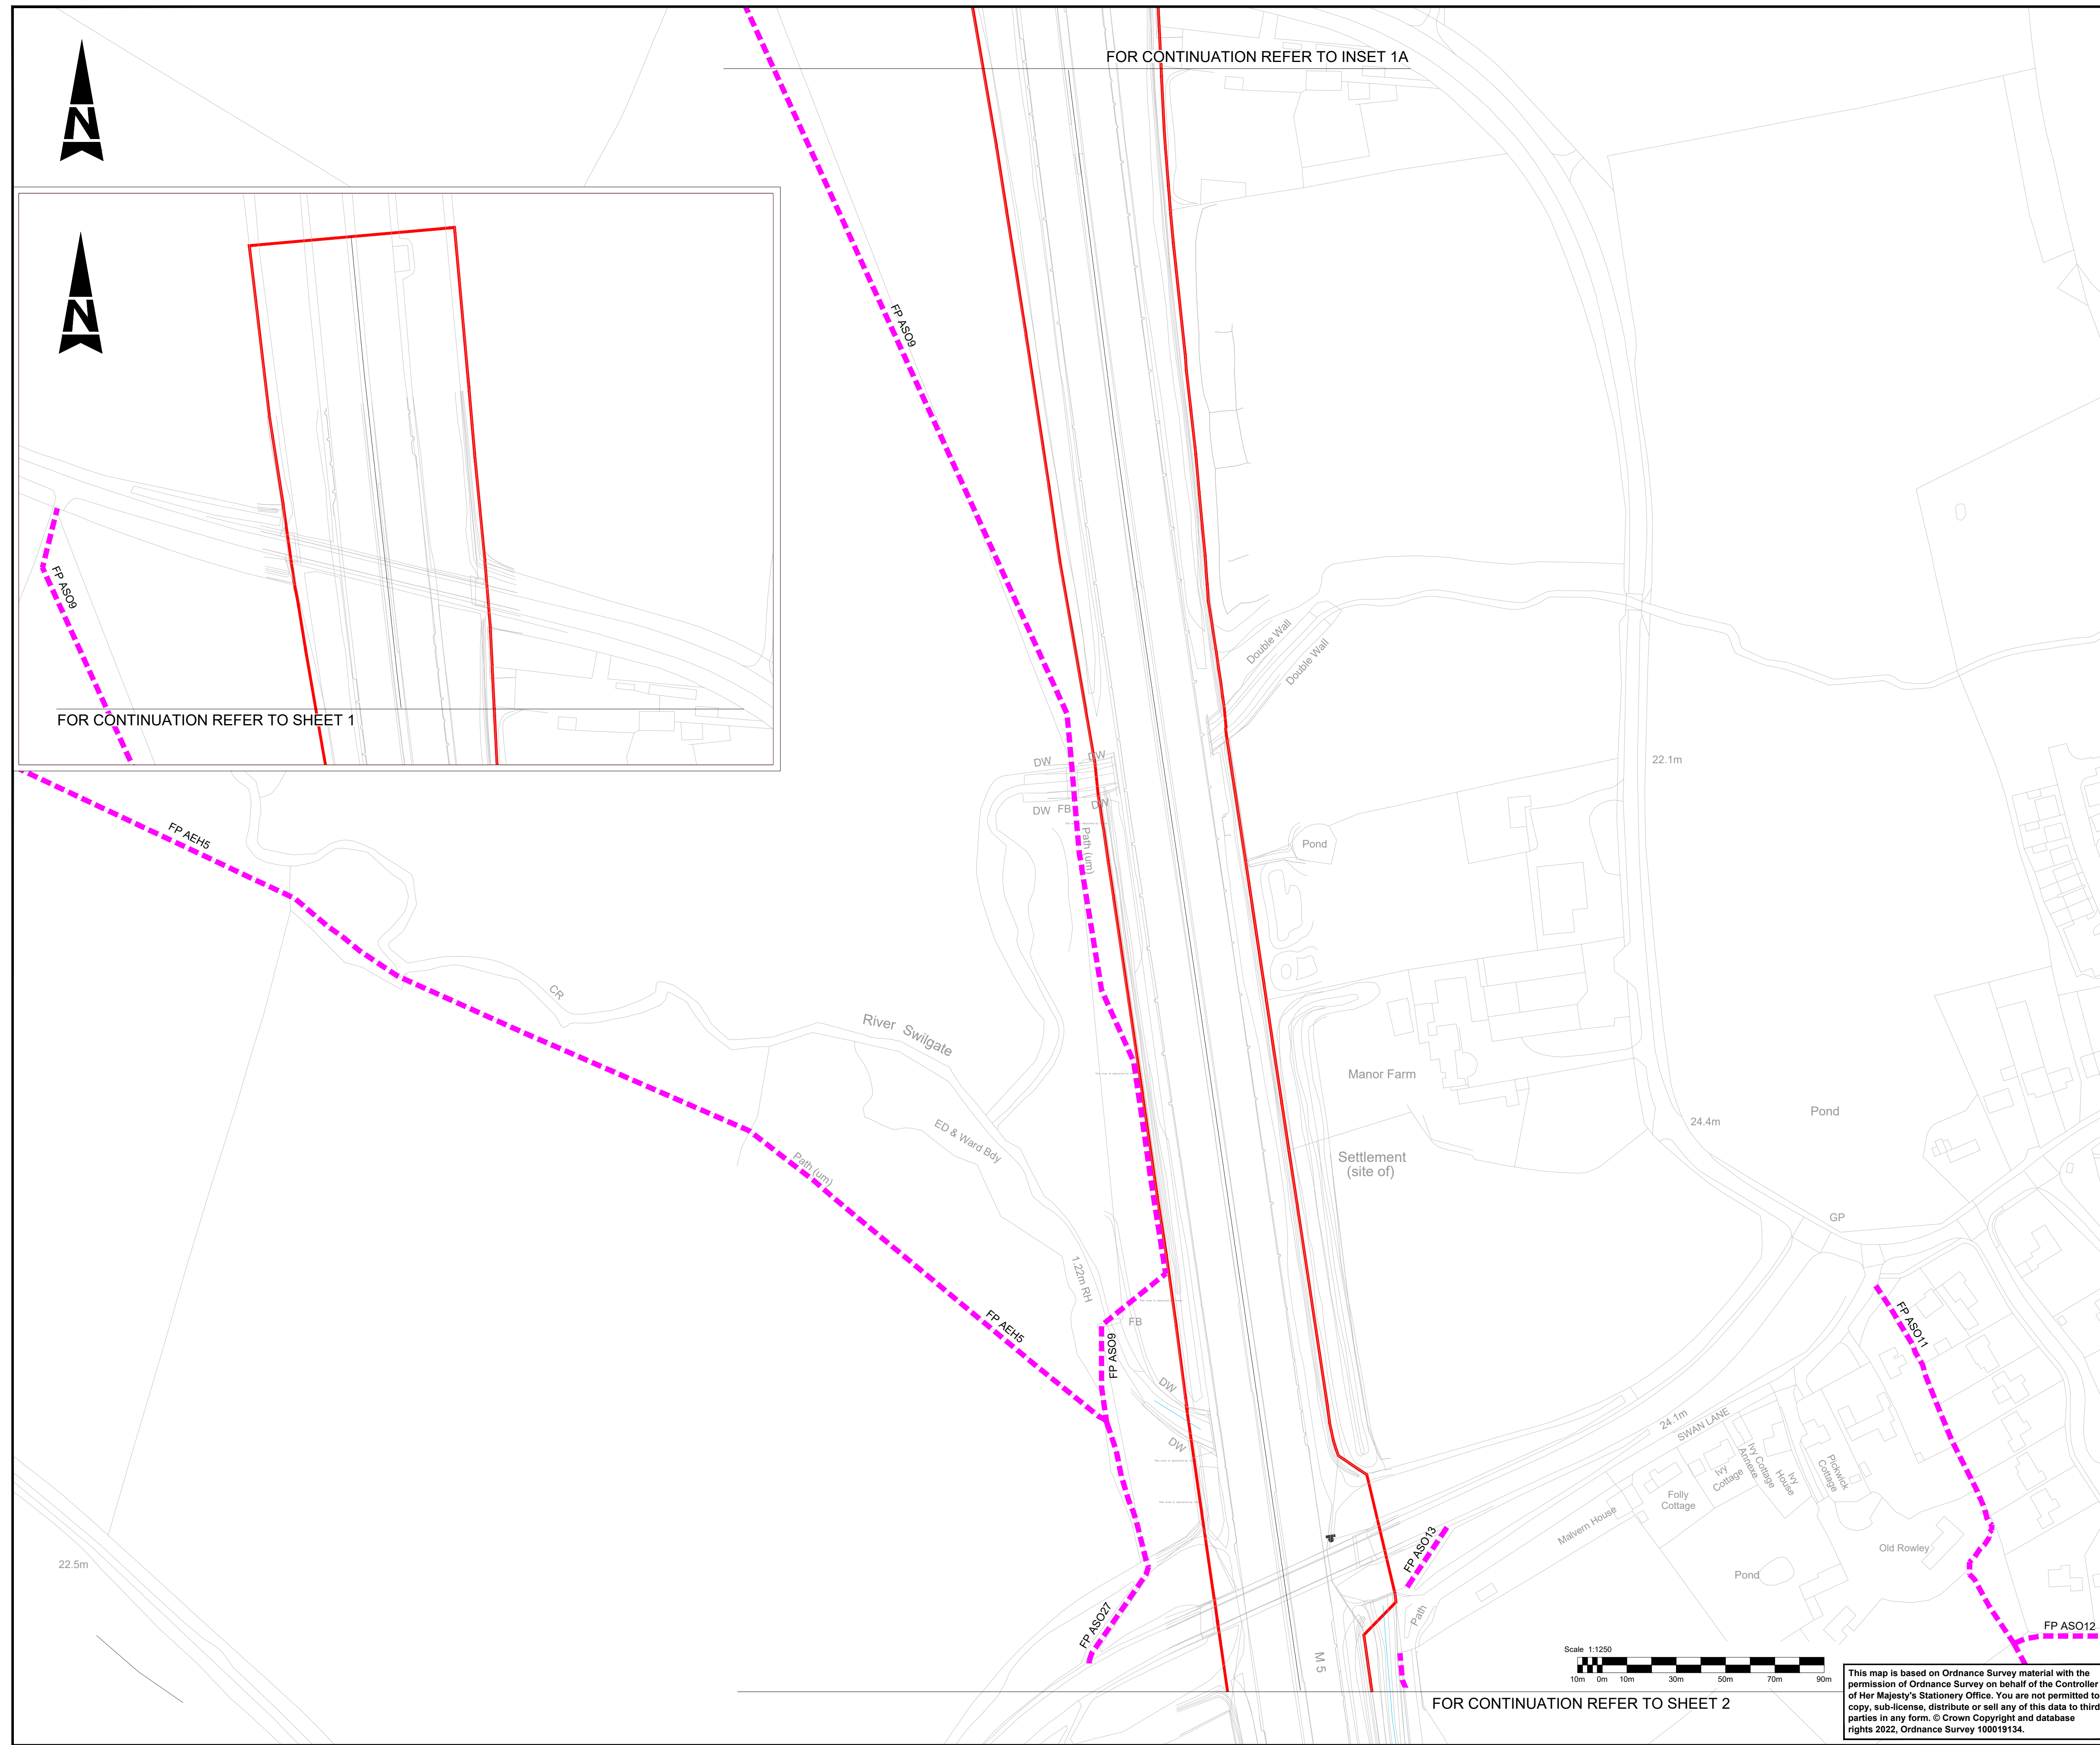 FOR CONTINUATION REFER TO INSET 1A
N
N
FP ASO9
FP ASO9
FOR CONTINUATION REFER TO SHEET 1
Double Wall
Double Wall
22.1m
DW
DW
DW
FB
DW
Path (um)
Pond
FP AEH5
CR
River Swilgate
Manor Farm
ED & Ward Bdy
Settlement
(site of)
24.4m
Pond
Path (um)
GP
1.22m RH
FP AEH5
FB
FP ASO9
FP ASO11
DW
DW
24.1m
SWAN LANE
Ivy
Cottage
Ivy Cottage
Annexe
Ivy
House
Pickwick
Cottage
Folly
Cottage
Malvern House
Old Rowley
Pond
FP ASO13
Path
22.5m
FP ASO27
M 5
FP ASO12
Scale 1:1250
10m 0m 10m 30m 50m 70m 90m
FOR CONTINUATION REFER TO SHEET 2
This map is based on Ordnance Survey material with the
permission of Ordnance Survey on behalf of the Controller
of Her Majesty's Stationery Office. You are not permitted to
copy, sub-license, distribute or sell any of this data to third
parties in any form. © Crown Copyright and database
rights 2022, Ordnance Survey 100019134.